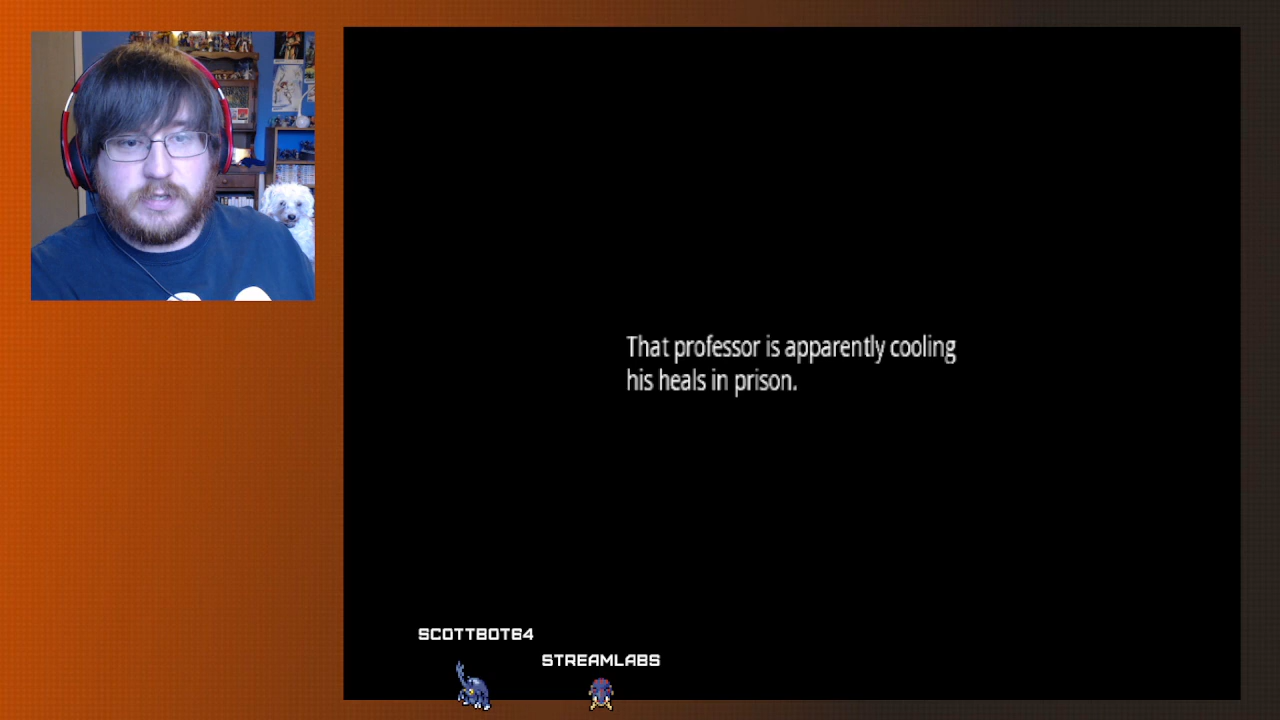 That professor is apparently cooling
his heals in prison.
SCOTTBOT64
STREAMLABS